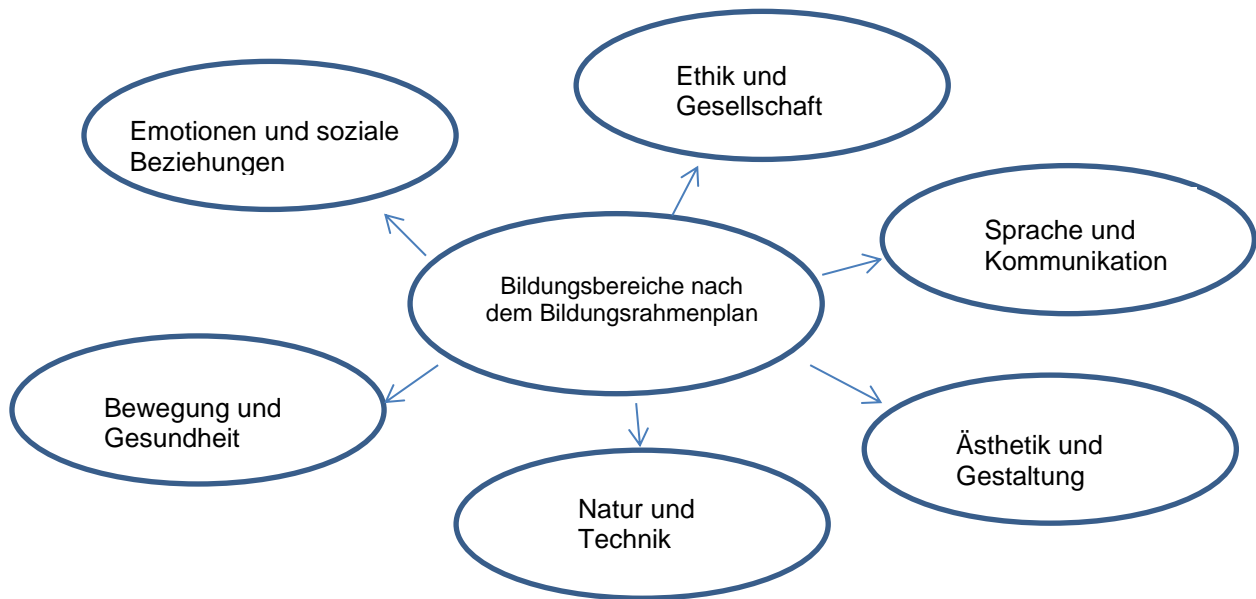 Ethik und
Gesellschaft
Emotionen und soziale
Beziehungen
Sprache und
Kommunikation
Bildungsbereiche nach
dem Bildungsrahmenplan
Bewegung und
Gesundheit
Ästhetik und
Gestaltung
Natur und
Technik